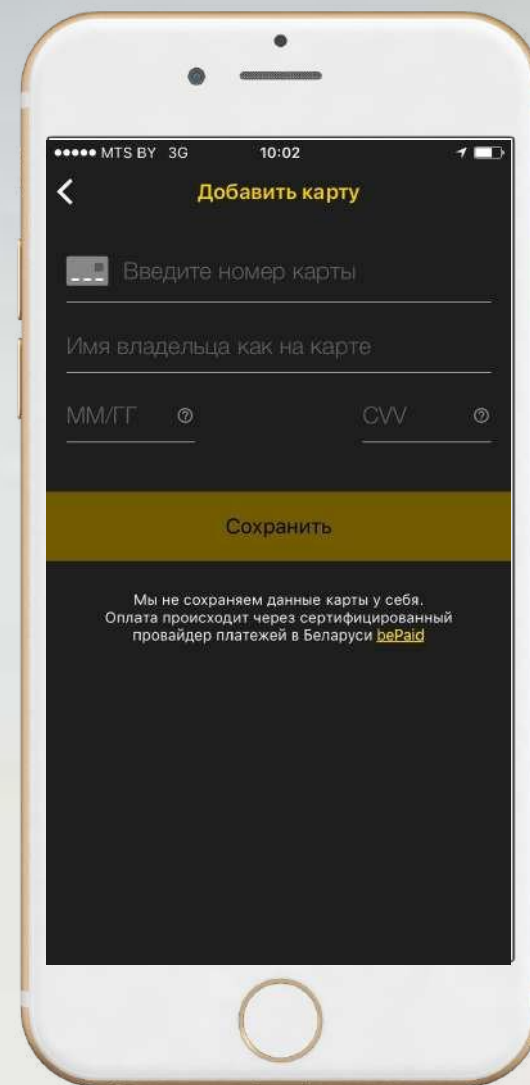 MTS BY 3G 10:02
Добавить карту
Введите номер карты
Имя владельца как на карте
ММ/ГГ CVV
Сохранить
Мы не сохраняем данные карты у себя.
Оплата происходит через сертифицированный
провайдер платежей в Беларуси bePaid